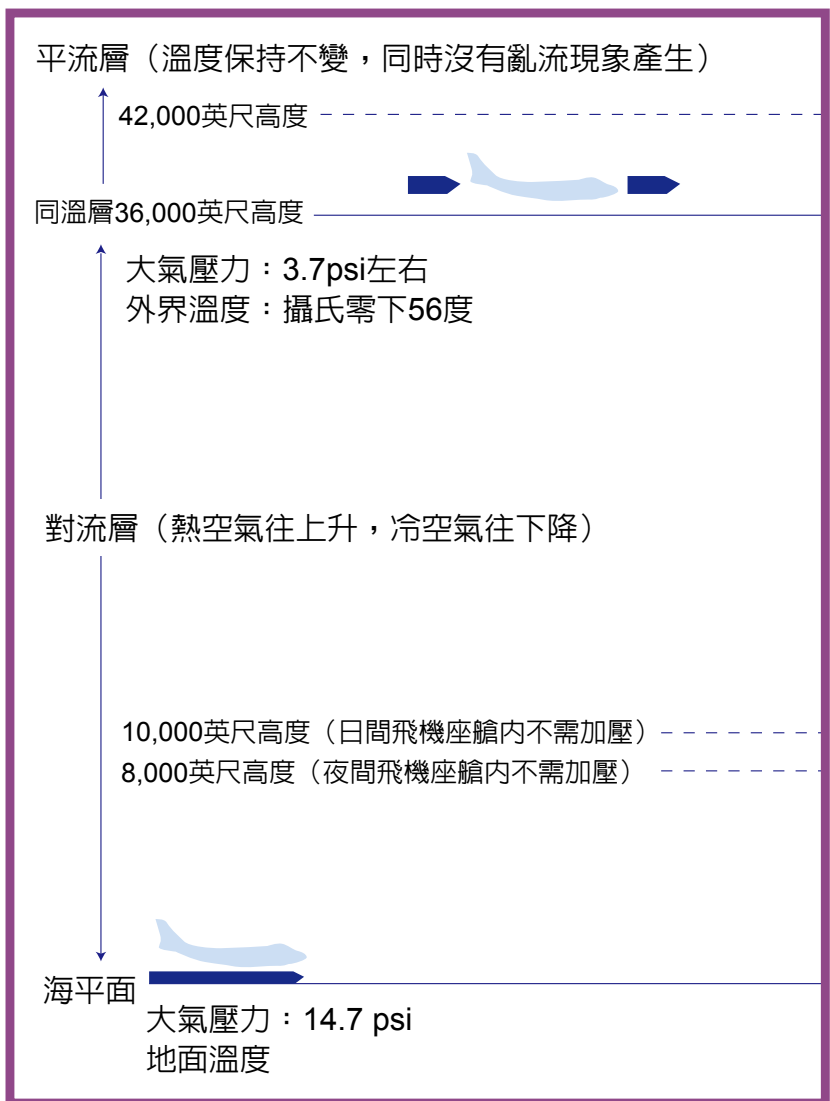 平流層（溫度保持不變，同時沒有亂流現象產生）
42,000英尺高度
同溫層36,000英尺高度
大氣壓力：3.7psi左右
外界溫度：攝氏零下56度
對流層（熱空氣往上升，冷空氣往下降）
10,000英尺高度（日間飛機座艙內不需加壓）
8,000英尺高度（夜間飛機座艙內不需加壓）
海平面
大氣壓力：14.7 psi
地面溫度